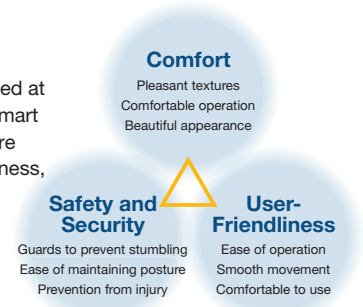 Comfort
Pleasant textures
Comfortable operation
Beautiful appearance
ed at
mart
re
ness,
Safety and
Security
Guards to prevent stumbling
Ease of maintaining posture
Prevention from injury
User-
Friendliness
Ease of operation
Smooth movement
Comfortable to use